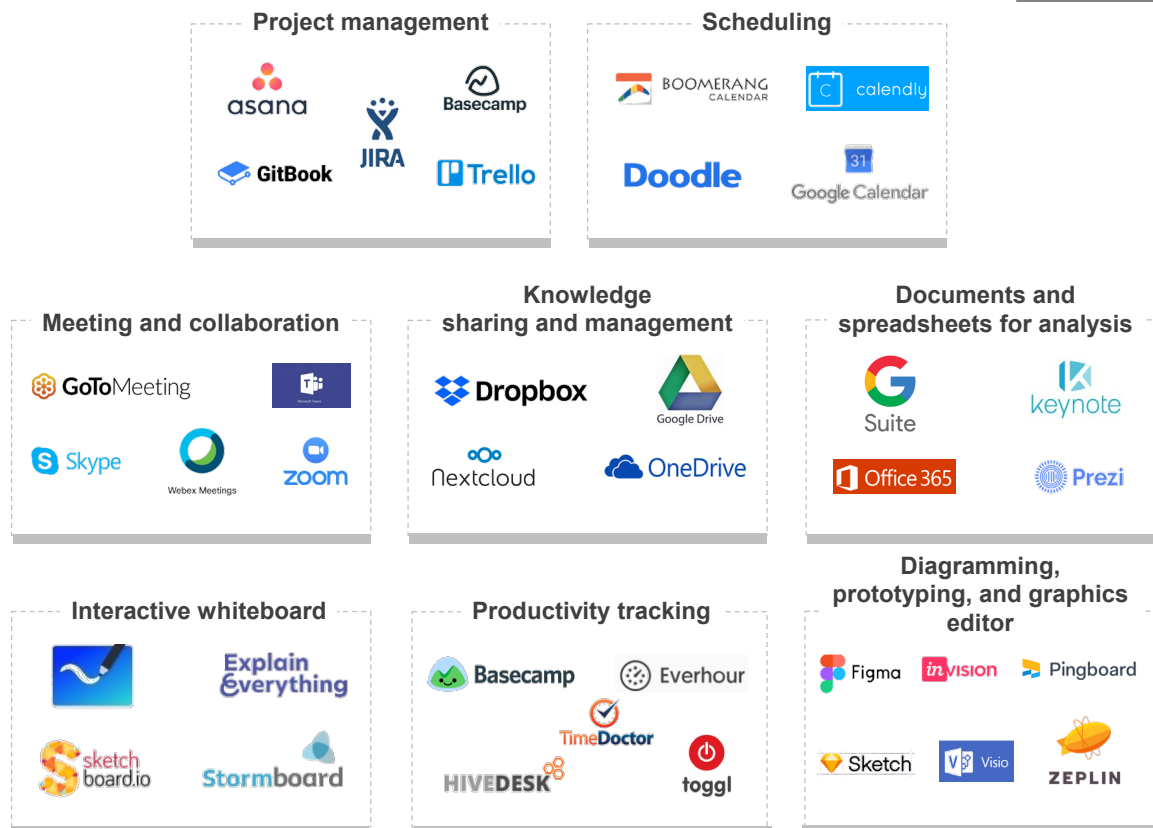 Project management
Scheduling
asana
Basecamp
JIRA
GitBook
Trello
BOOMERANG
CALENDAR
C calendly
Doodle
31
Google Calendar
Meeting and collaboration
Knowledge
sharing and management
Documents and
spreadsheets for analysis
GoToMeeting
T
Microsoft Teams
S Skype
Webex Meetings
zoom
Dropbox
Google Drive
Nextcloud
OneDrive
G
Suite
keynote
Office 365
Prezi
Interactive whiteboard
Productivity tracking
Diagramming,
prototyping, and graphics
editor
Explain
Everything
sketch
board.io
Stormboard
Basecamp
Everhour
TimeDoctor
HIVEDESK
toggl
Figma
inVISION
Pingboard
Sketch
V Visio
ZEPLIN